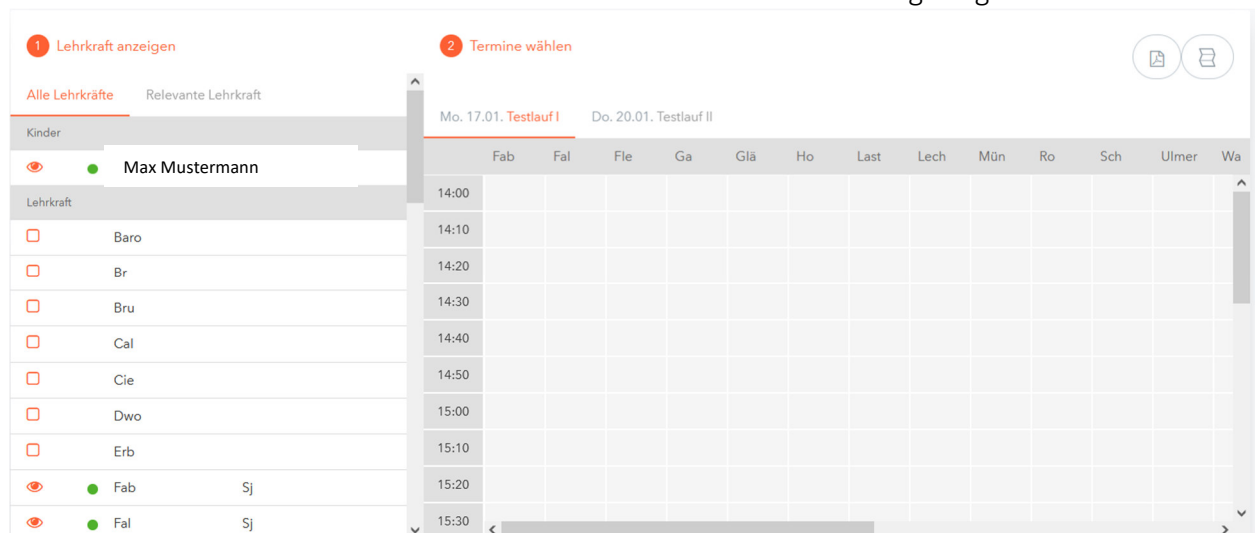 1 Lehrkraft anzeigen
Alle Lehrkräfte Relevante Lehrkraft
Kinder
Max Mustermann
Lehrkraft
Baro
Br
Bru
Cal
Cie
Dwo
Erb
Fab Sj
Fal Sj
2 Termine wählen
Mo. 17.01. Testlauf I Do. 20.01. Testlauf II
Fab Fal Fle Ga Glä Ho Last Lech Mün Ro Sch Ulmer Wa
14:00
14:10
14:20
14:30
14:40
14:50
15:00
15:10
15:20
15:30